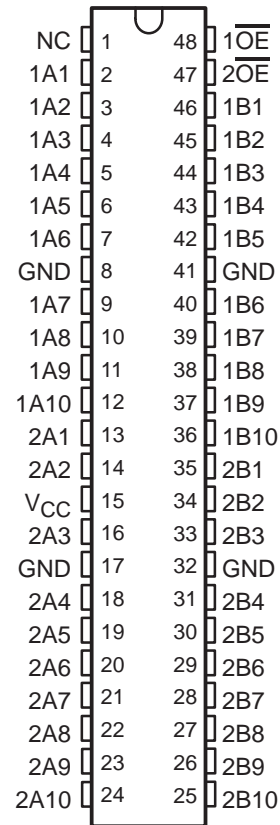 NC 1 48 1OE
1A1 2 47 2OE
1A2 3 46 1B1
1A3 4 45 1B2
1A4 5 44 1B3
1A5 6 43 1B4
1A6 7 42 1B5
GND 8 41 GND
1A7 9 40 1B6
1A8 10 39 1B7
1A9 11 38 1B8
1A10 12 37 1B9
2A1 13 36 1B10
2A2 14 35 2B1
VCC 15 34 2B2
2A3 16 33 2B3
GND 17 32 GND
2A4 18 31 2B4
2A5 19 30 2B5
2A6 20 29 2B6
2A7 21 28 2B7
2A8 22 27 2B8
2A9 23 26 2B9
2A10 24 25 2B10